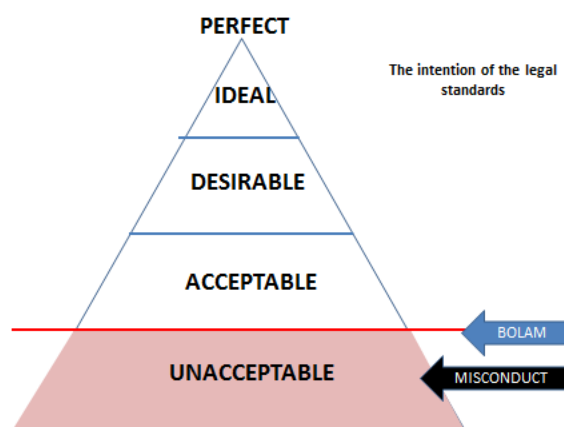 PERFECT
The intention of the legal
standards
IDEAL
DESIRABLE
ACCEPTABLE
BOLAM
UNACCEPTABLE
MISCONDUCT